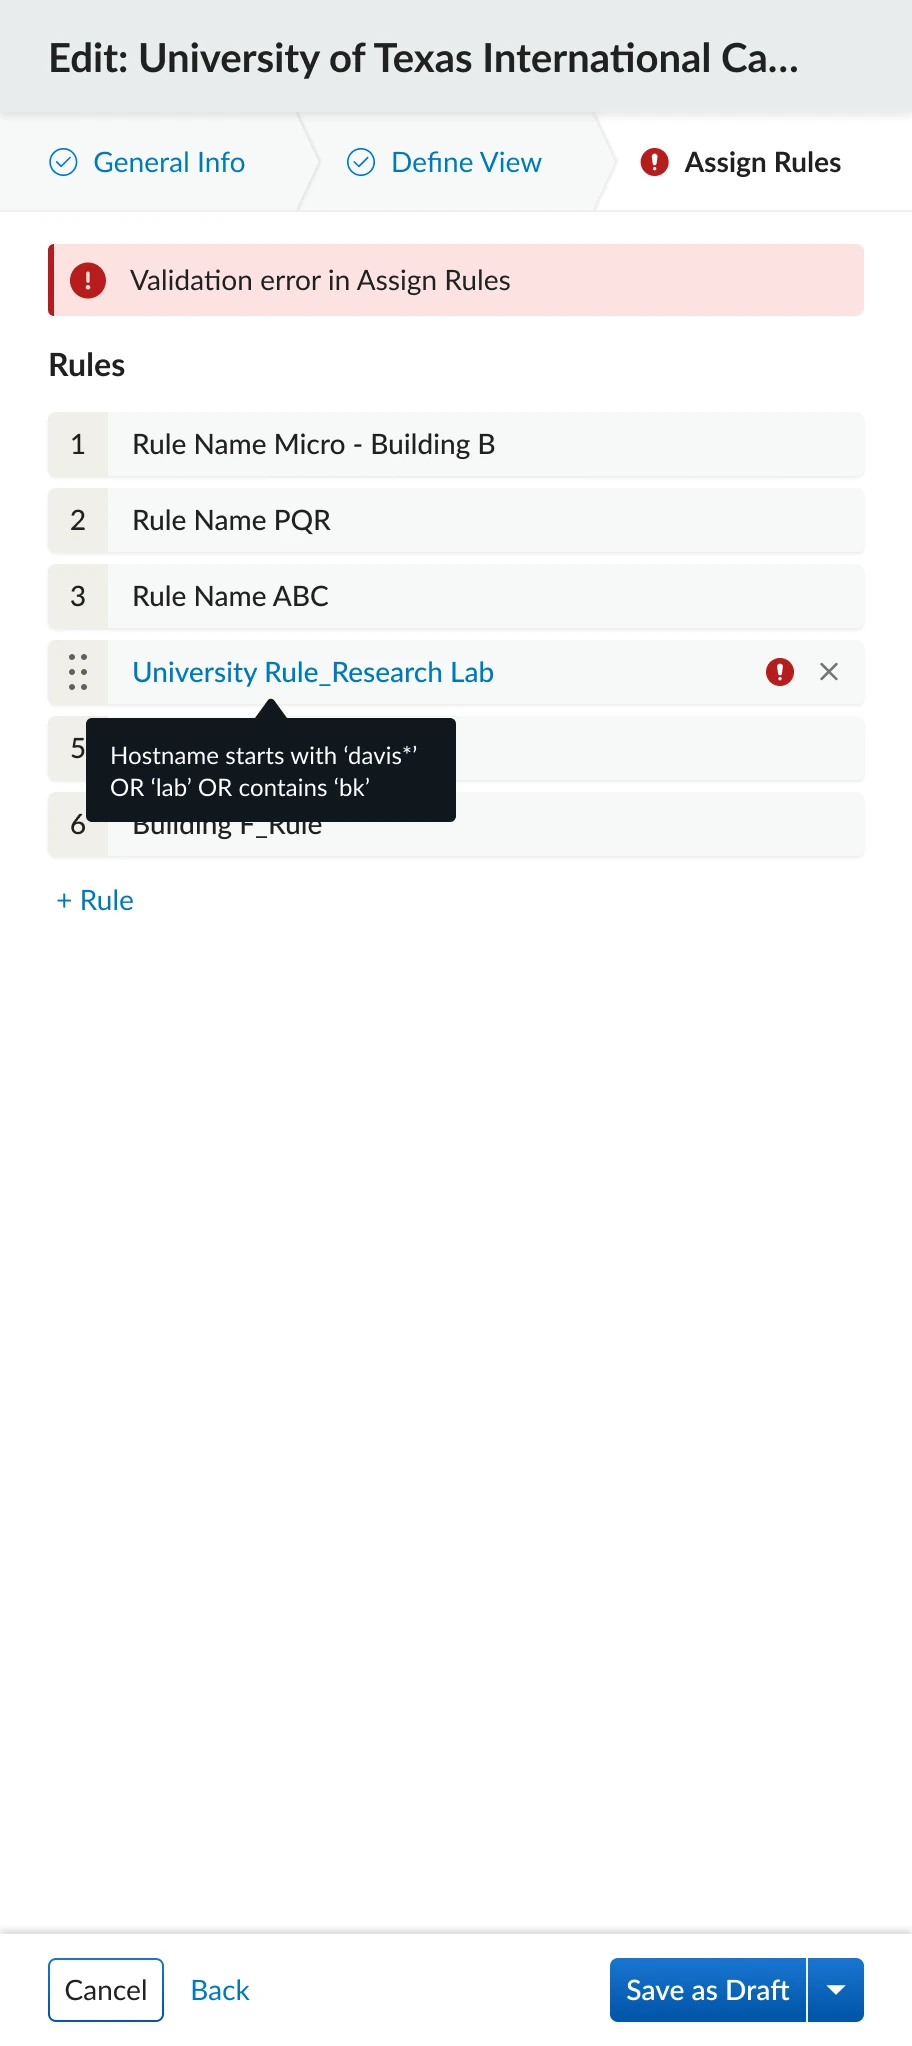 Edit: University of Texas International Ca...
General Info
Define View
Assign Rules
Validation error in Assign Rules
Rules
1 Rule Name Micro - Building B
2 Rule Name PQR
3 Rule Name ABC
University Rule_Research Lab
Hostname starts with ‘davis*’
OR ‘lab’ OR contains ‘bk’
5
6 Building F_Rule
+ Rule
Cancel
Back
Save as Draft